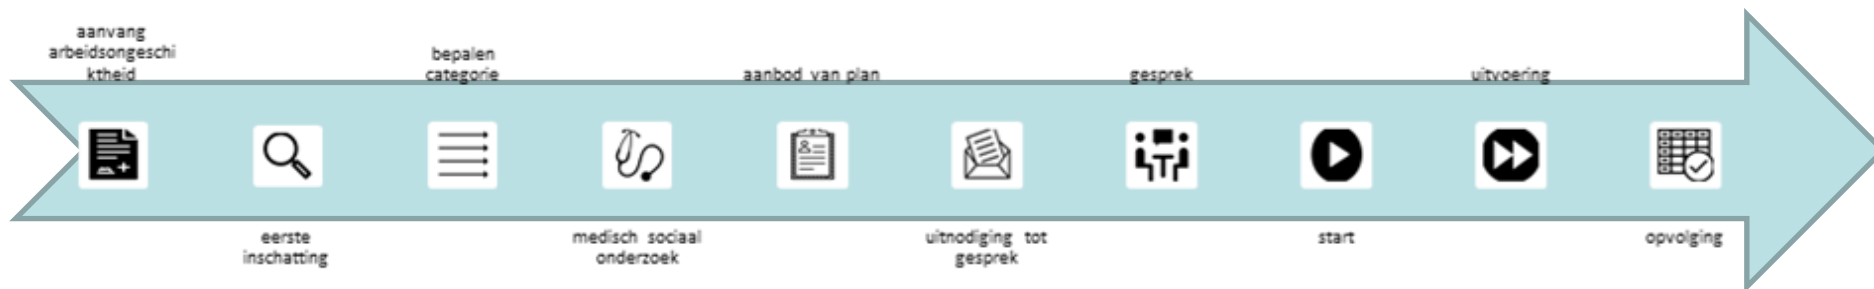 aanvang
arbeidsongeschi
ktheid
eerste
inschatting
bepalen
categorie
medisch sociaal
onderzoek
aanbod van plan
uitnodiging tot
gesprek
gesprek
start
uitvoering
opvolging